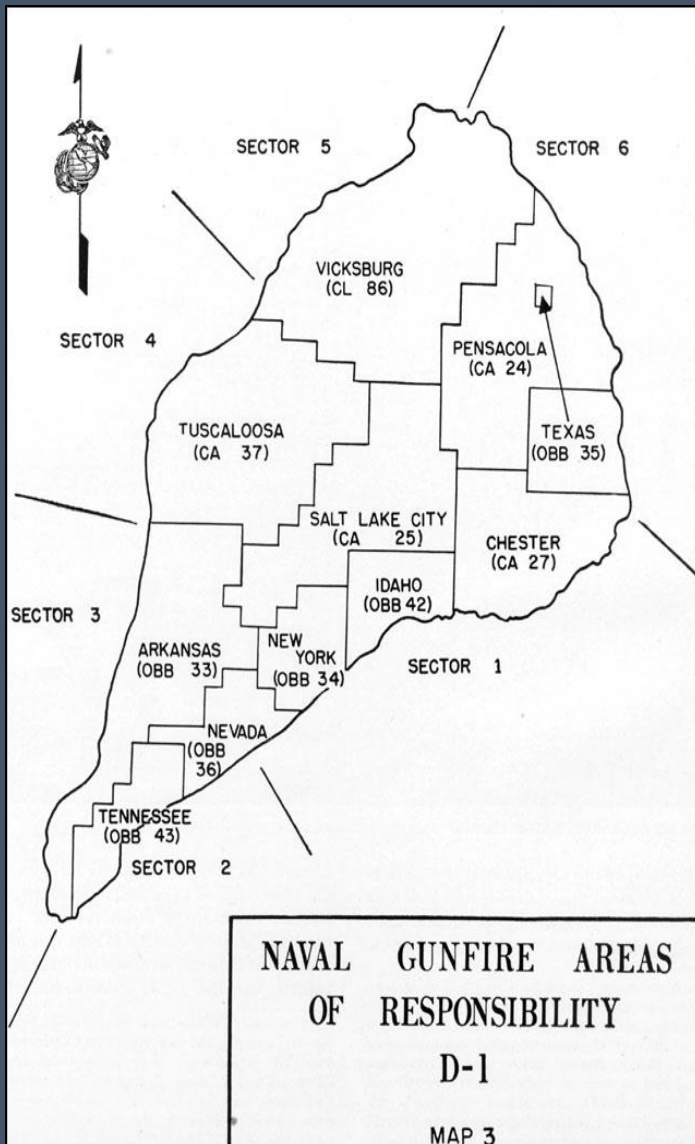 SECTOR 5
SECTOR 6
VICKSBURG
(CL 86)
SECTOR 4
PENSACOLA
(CA 24)
TUSCALOOSA
(CA 37)
TEXAS
(OBB 35)
SALT LAKE CITY
(CA 25)
CHESTER
(CA 27)
IDAHO
(OBB 42)
SECTOR 3
ARKANSAS
(OBB 33)
NEW
YORK
(OBB 34)
SECTOR 1
NEVADA
(OBB
36)
TENNESSEE
(OBB 43)
SECTOR 2
NAVAL GUNFIRE AREAS
OF RESPONSIBILITY
D-1
MAP 3